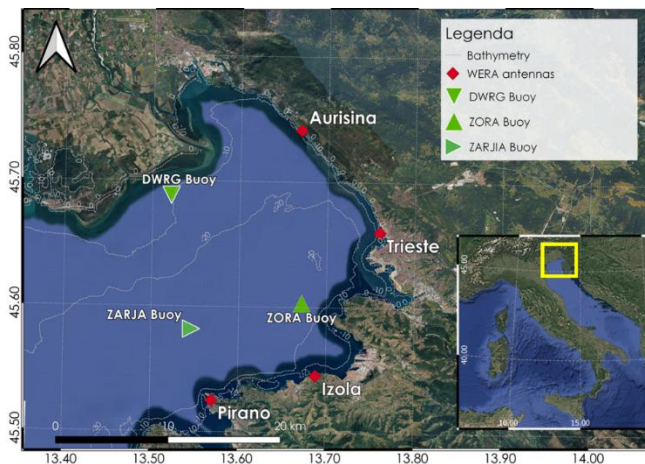 Legenda
Bathymetry
WERA antennas
DWRG Buoy
ZORA Buoy
ZARJIA Buoy
45.80
45.70
45.60
45.50
Aurisina
DWRG Buoy
Trieste
ZARJA Buoy
ZORA Buoy
Izola
Pirano
0 10 20 km
13.40 13.50 13.60 13.70 13.80 13.90 14.00
45.00
40.00
10.00 15.00